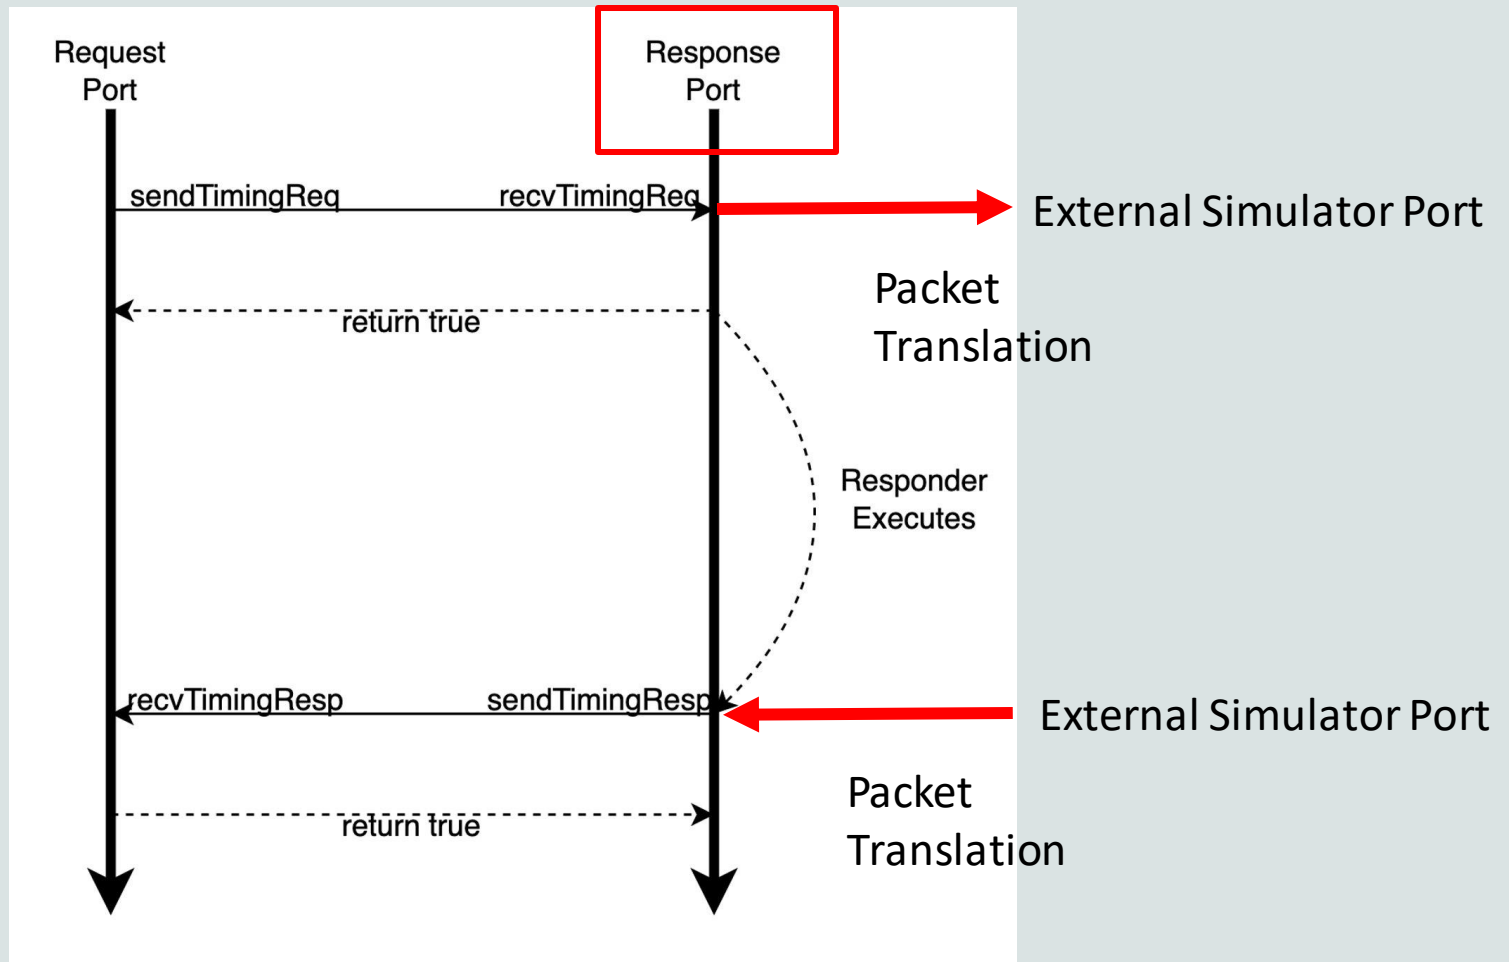 Request
Port
Response
Port
sendTimingReq
recvTimingReq
External Simulator Port
return true
Packet
Translation
Responder
Executes
recvTimingResp
sendTimingResp
External Simulator Port
return true
Packet
Translation